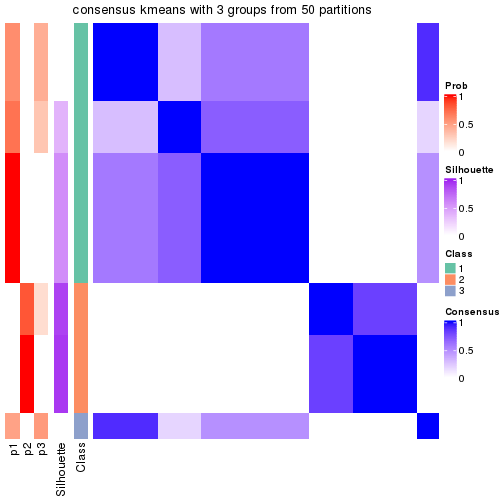 consensus kmeans with 3 groups from 50 partitions
Prob
1
0.5
0
Silhouette
1
0.5
0
Class
1
2
3
Consensus
1
0.5
0
p1
p2
p3
Silhouette
Class